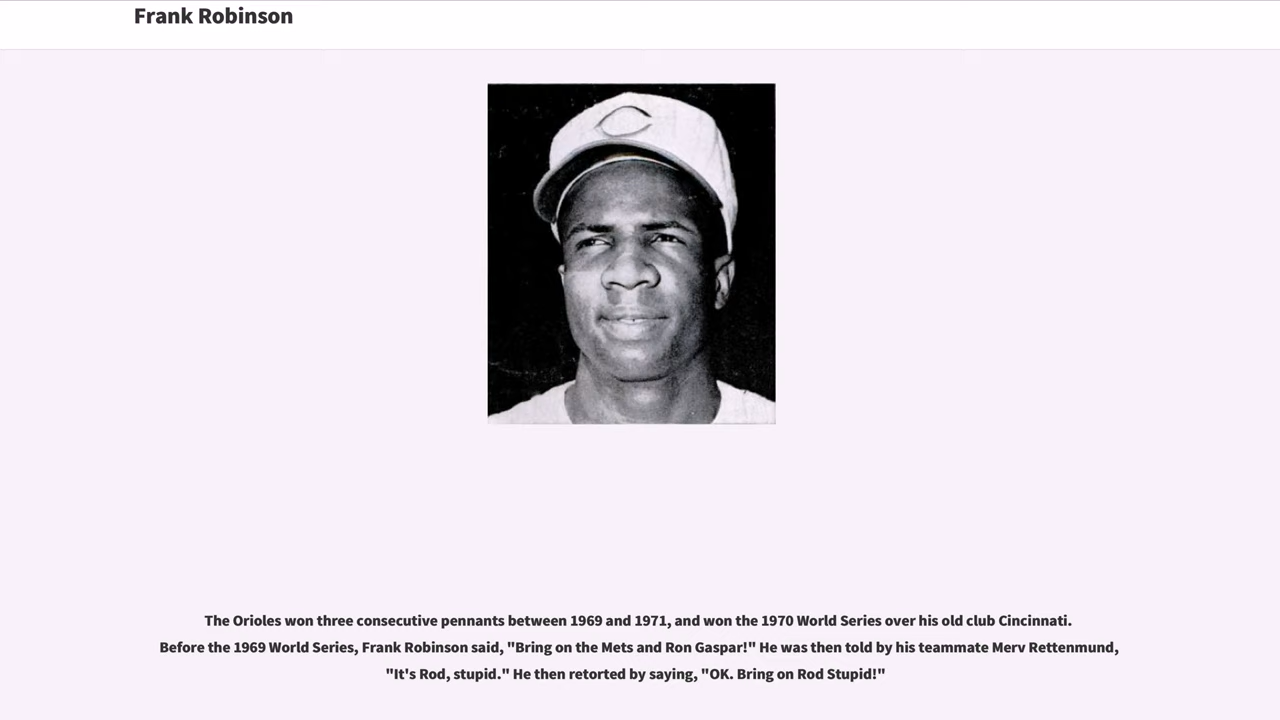 Frank Robinson
The Orioles won three consecutive pennants between 1969 and 1971, and won the 1970 World Series over his old club Cincinnati.
Before the 1969 World Series, Frank Robinson said, "Bring on the Mets and Ron Gaspar!" He was then told by his teammate Merv Rettenmund,
"It's Rod, stupid." He then retorted by saying, "OK. Bring on Rod Stupid!"